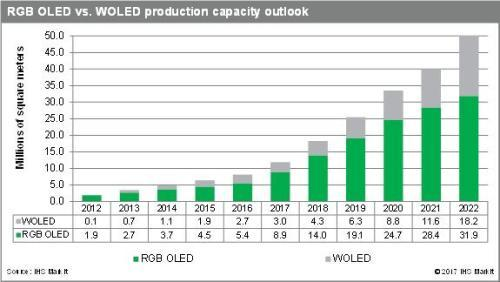 RGB OLED vs. WOLED production capacity outlook
Millions of square meters
50.0
45.0
40.0
35.0
30.0
25.0
20.0
15.0
10.0
5.0
0.0
2012 2013 2014 2015 2016 2017 2018 2019 2020 2021 2022
WOLED 0.1 0.7 1.1 1.9 2.7 3.0 4.3 6.3 8.8 11.6 18.2
RGB OLED 1.9 2.7 3.7 4.5 5.4 8.9 14.0 19.1 24.7 28.4 31.9
RGB OLED WOLED
Source: IHS Markit © 2017 IHS Markit